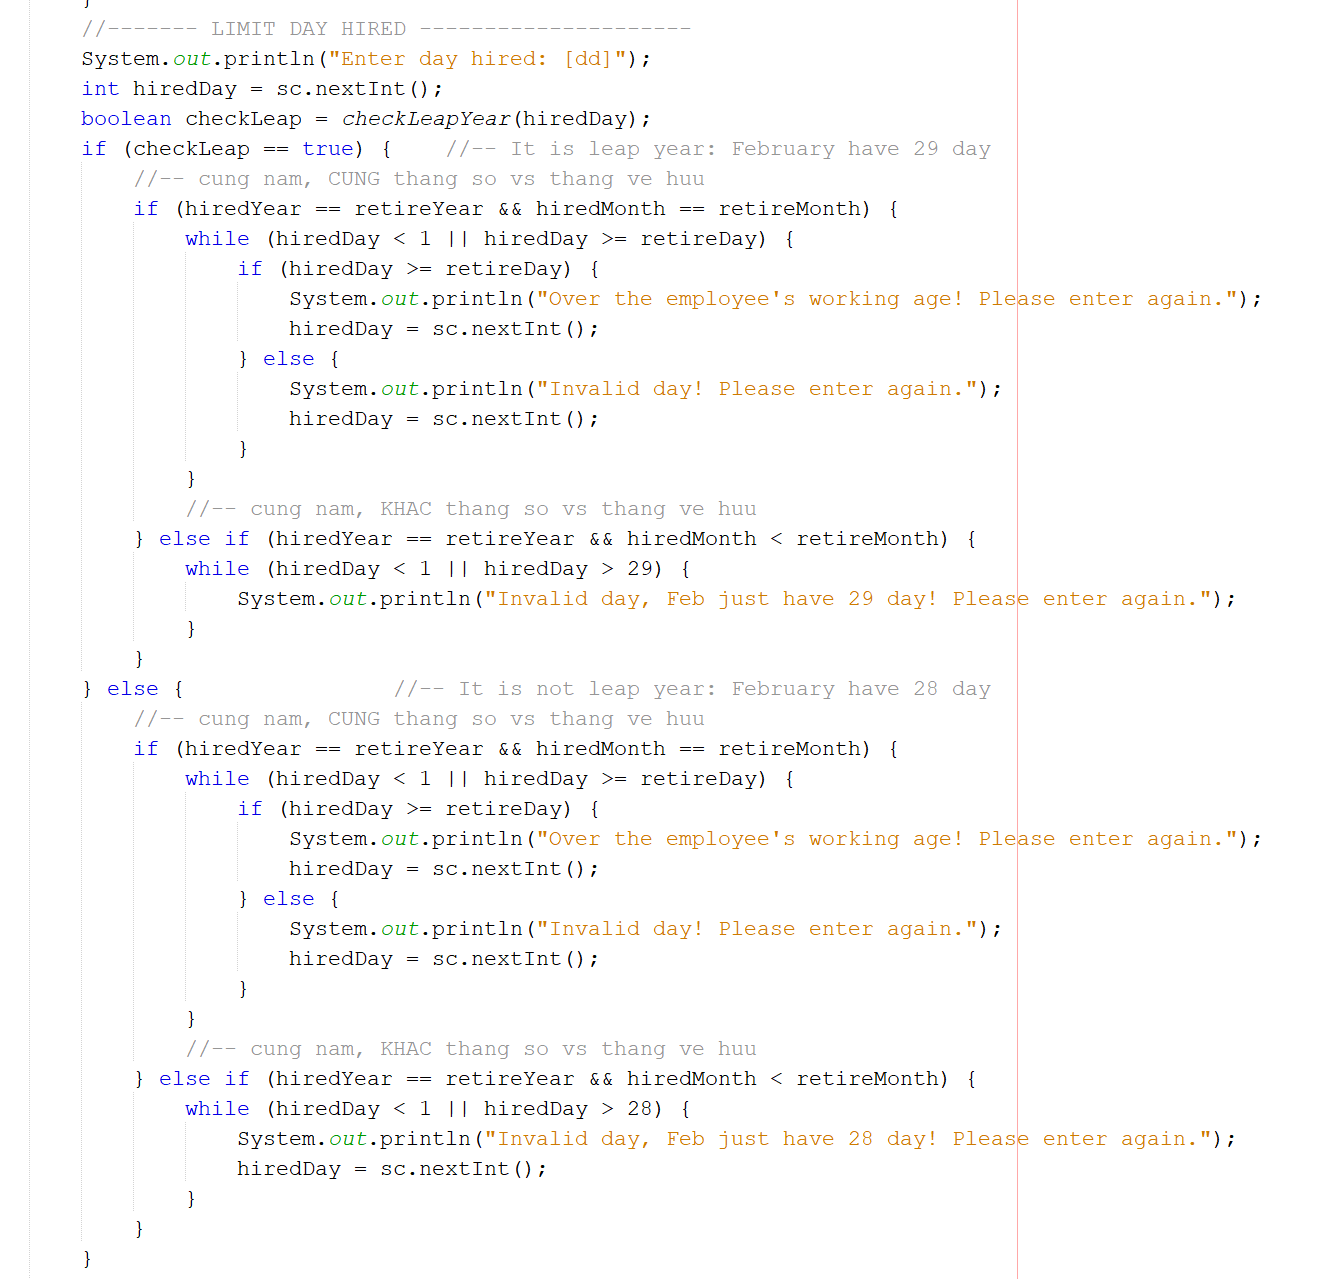 }
//------- LIMIT DAY HIRED ---------------------
System.out.println("Enter day hired: [dd]");
int hiredDay = sc.nextInt();
boolean checkLeap = checkLeapYear(hiredDay);
if (checkLeap == true) {    //-- It is leap year: February have 29 day
    //-- cung nam, CUNG thang so vs thang ve huu
    if (hiredYear == retireYear && hiredMonth == retireMonth) {
        while (hiredDay < 1 || hiredDay >= retireDay) {
            if (hiredDay >= retireDay) {
                System.out.println("Over the employee's working age! Please enter again.");
                hiredDay = sc.nextInt();
            } else {
                System.out.println("Invalid day! Please enter again.");
                hiredDay = sc.nextInt();
            }
        }
        //-- cung nam, KHAC thang so vs thang ve huu
    } else if (hiredYear == retireYear && hiredMonth < retireMonth) {
        while (hiredDay < 1 || hiredDay > 29) {
            System.out.println("Invalid day, Feb just have 29 day! Please enter again.");
        }
    }
} else {                //-- It is not leap year: February have 28 day
    //-- cung nam, CUNG thang so vs thang ve huu
    if (hiredYear == retireYear && hiredMonth == retireMonth) {
        while (hiredDay < 1 || hiredDay >= retireDay) {
            if (hiredDay >= retireDay) {
                System.out.println("Over the employee's working age! Please enter again.");
                hiredDay = sc.nextInt();
            } else {
                System.out.println("Invalid day! Please enter again.");
                hiredDay = sc.nextInt();
            }
        }
        //-- cung nam, KHAC thang so vs thang ve huu
    } else if (hiredYear == retireYear && hiredMonth < retireMonth) {
        while (hiredDay < 1 || hiredDay > 28) {
            System.out.println("Invalid day, Feb just have 28 day! Please enter again.");
            hiredDay = sc.nextInt();
        }
    }
}